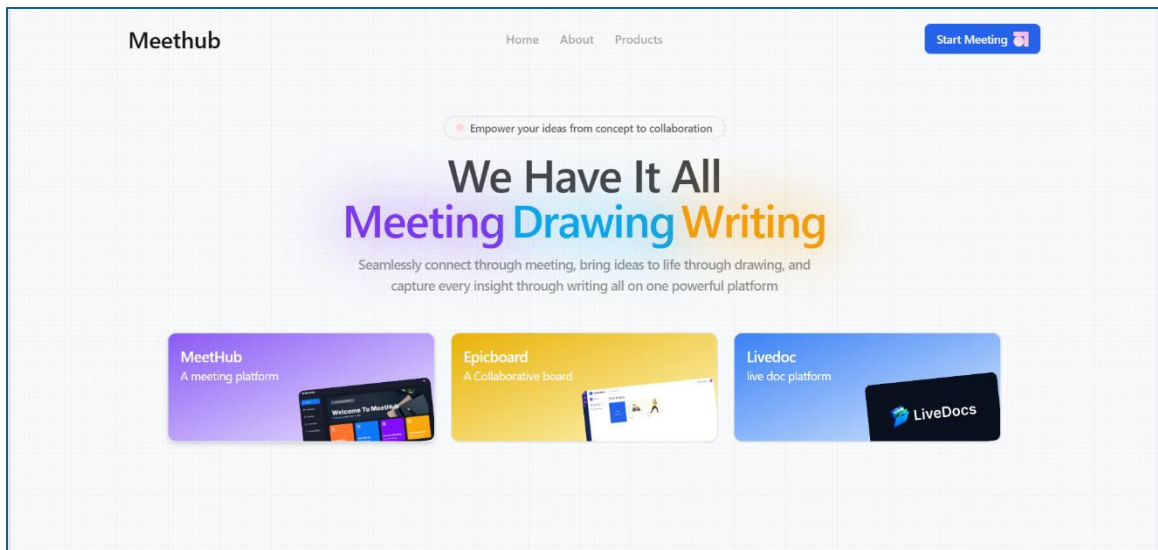 Meethub
Home About Products
Start Meeting
Empower your ideas from concept to collaboration
We Have It All
Meeting Drawing Writing
Seamlessly connect through meeting, bring ideas to life through drawing, and
capture every insight through writing all on one powerful platform
MeetHub
A meeting platform
Welcome To MeetHub
Epicboard
A Collaborative board
Livedoc
live doc platform
LiveDocs